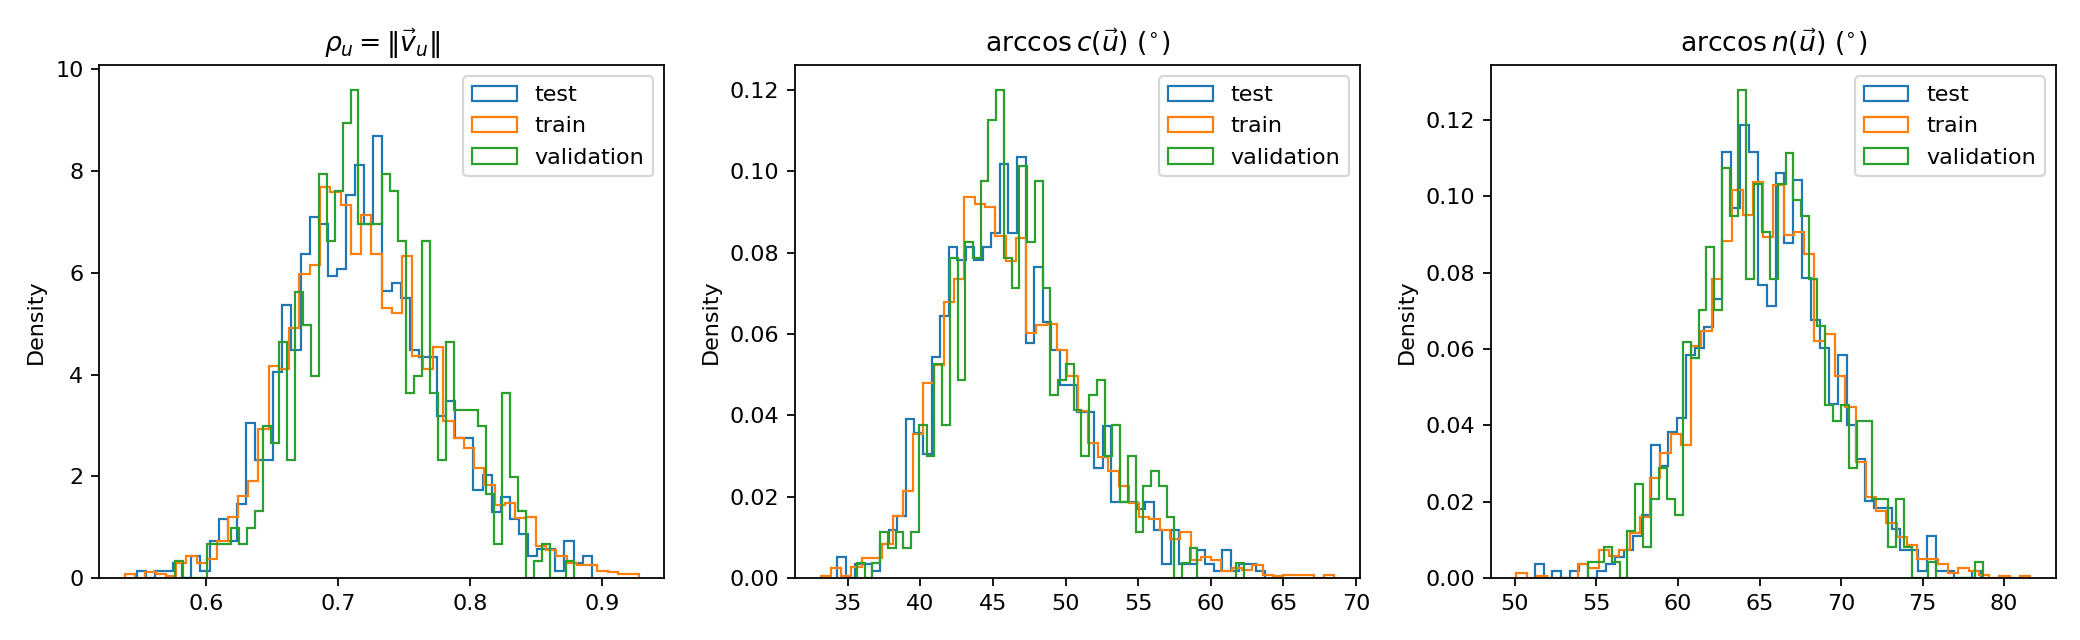 ρ_u = ‖v⃗_u‖
Density
10
8
6
4
2
0
0.6 0.7 0.8 0.9
test
train
validation
arccos c(u⃗) (°)
Density
0.12
0.10
0.08
0.06
0.04
0.02
0.00
35 40 45 50 55 60 65 70
test
train
validation
arccos n(u⃗) (°)
Density
0.12
0.10
0.08
0.06
0.04
0.02
0.00
50 55 60 65 70 75 80
test
train
validation